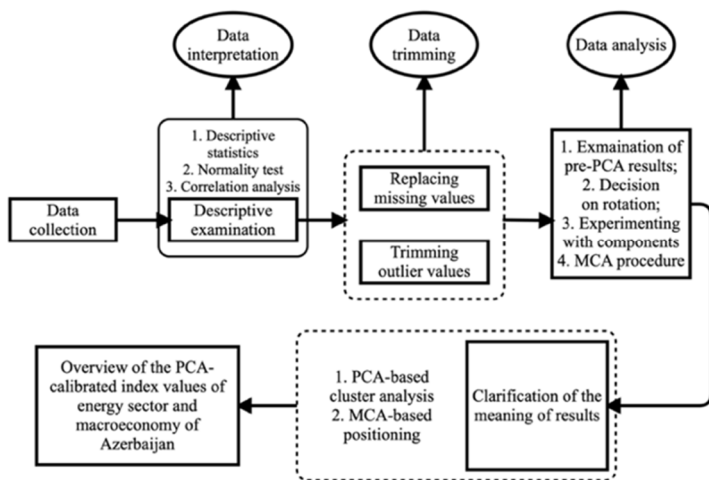 Data
interpretation
Data
trimming
Data analysis
1. Descriptive
statistics
2. Normality test
3. Correlation analysis
Descriptive
examination
Data
collection
Replacing
missing values
Trimming
outlier values
1. Exmaination of
pre-PCA results;
2. Decision
on rotation;
3. Experimenting
with components
4. MCA procedure
Overview of the PCA-
calibrated index values of
energy sector and
macroeconomy of
Azerbaijan
1. PCA-based
cluster analysis
2. MCA-based
positioning
Clarification of the
meaning of results